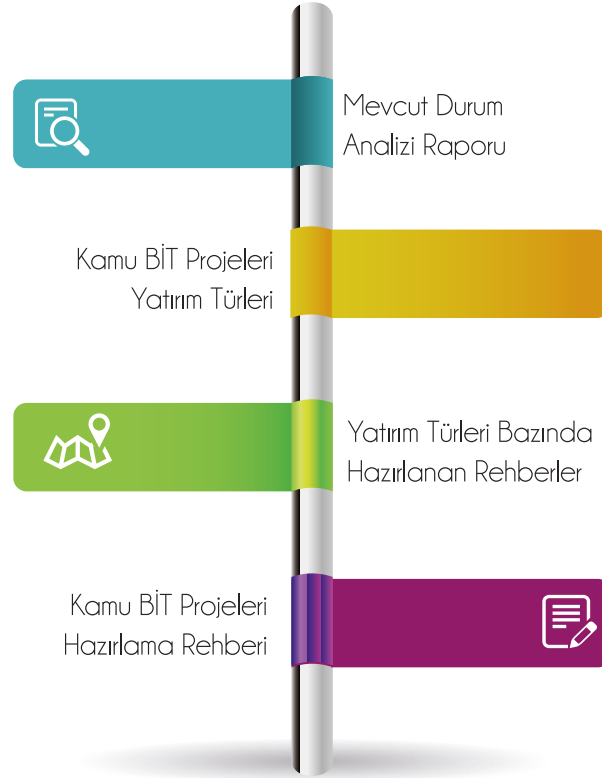 Mevcut Durum
Analizi Raporu
Kamu BİT Projeleri
Yatırım Türleri
Yatırım Türleri Bazında
Hazırlanan Rehberler
Kamu BİT Projeleri
Hazırlama Rehberi